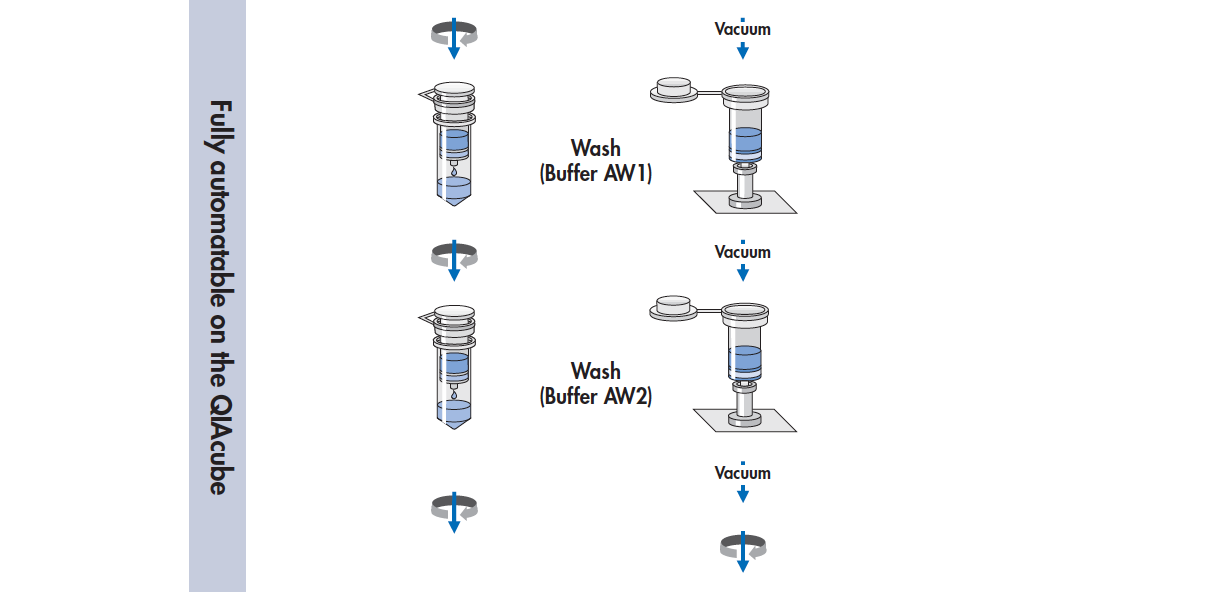 Fully automatable on the QIAcube
Vacuum
Wash
(Buffer AW1)
Vacuum
Wash
(Buffer AW2)
Vacuum